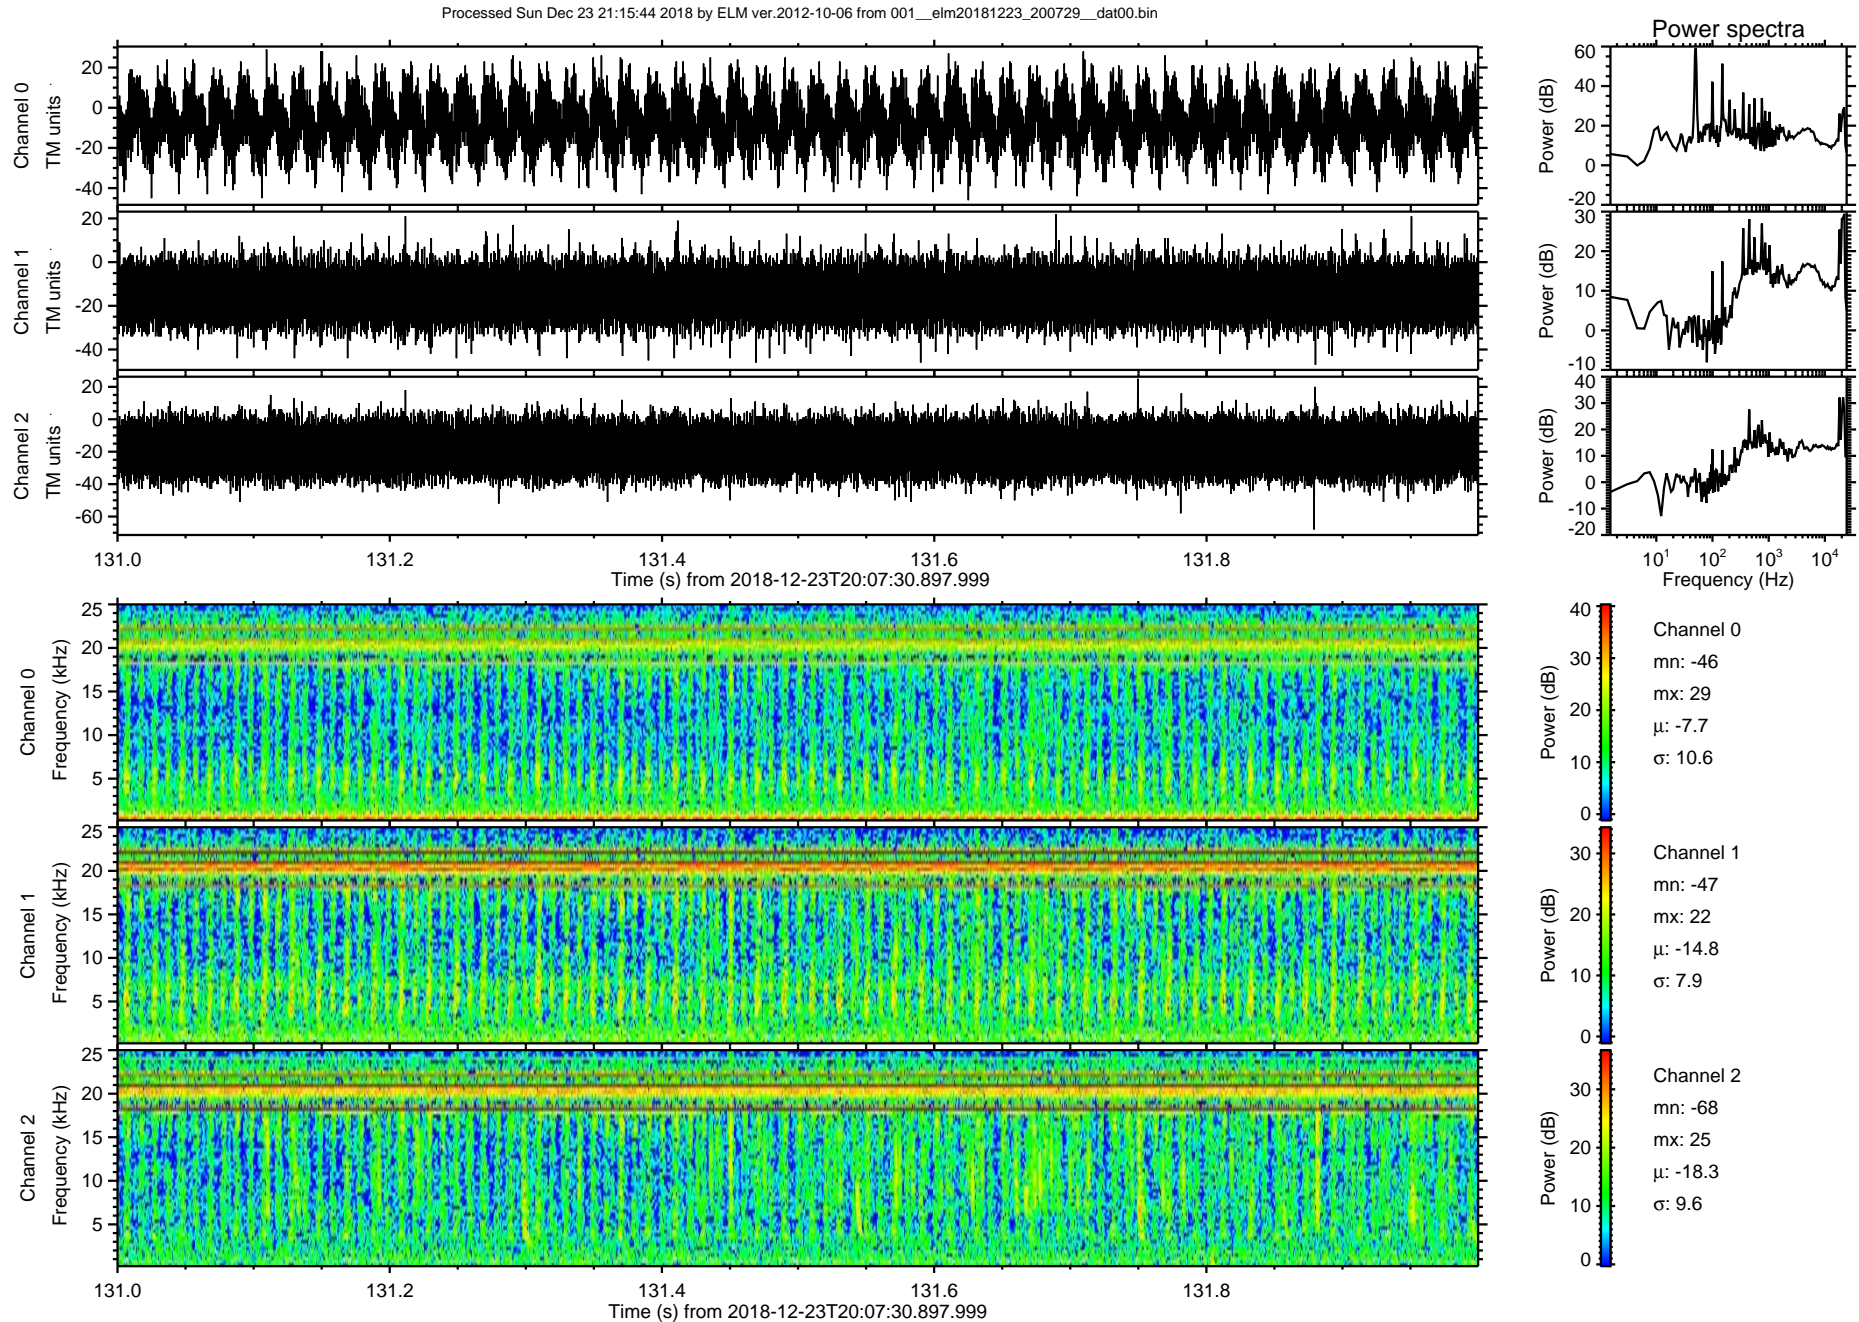 Processed Sun Dec 23 21:15:44 2018 by ELM ver.2012-10-06 from 001__elm20181223_200729__dat00.bin
Power spectra
Channel 0
TM units
20
0
-20
-40
Power (dB)
60
40
20
0
-20
Channel 1
TM units
20
0
-20
-40
Power (dB)
30
20
10
0
-10
Channel 2
TM units
20
0
-20
-40
-60
Power (dB)
40
30
20
10
0
-10
-20
131.0 131.2 131.4 131.6 131.8
Time (s) from 2018-12-23T20:07:30.897.999
10^1 10^2 10^3 10^4
Frequency (Hz)
Channel 0
Frequency (kHz)
25
20
15
10
5
Power (dB)
40
30
20
10
0
Channel 0
mn: -46
mx: 29
μ: -7.7
σ: 10.6
Channel 1
Frequency (kHz)
25
20
15
10
5
Power (dB)
30
20
10
0
Channel 1
mn: -47
mx: 22
μ: -14.8
σ: 7.9
Channel 2
Frequency (kHz)
25
20
15
10
5
Power (dB)
30
20
10
0
Channel 2
mn: -68
mx: 25
μ: -18.3
σ: 9.6
131.0 131.2 131.4 131.6 131.8
Time (s) from 2018-12-23T20:07:30.897.999